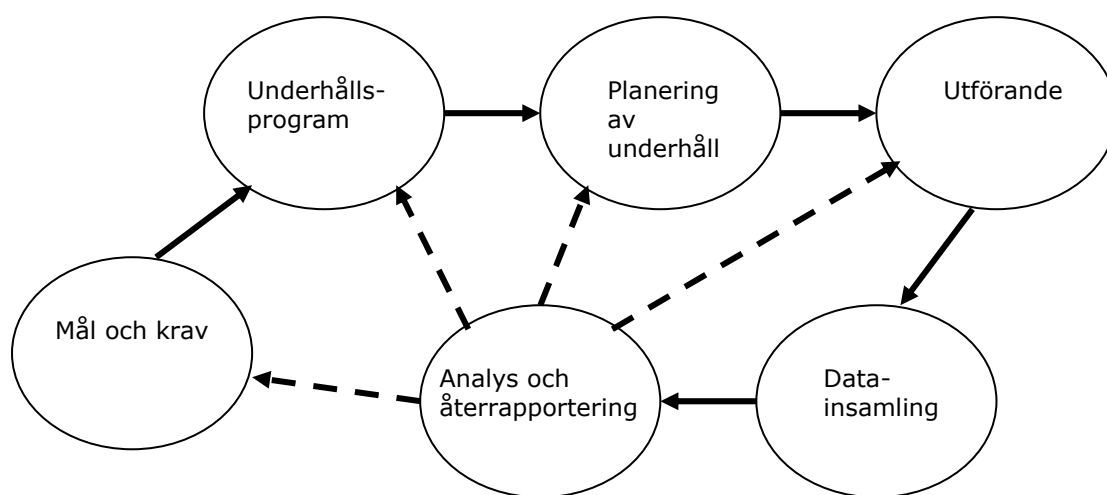 Underhålls-
program
Planering
av
underhåll
Utförande
Mål och krav
Analys och
återrapportering
Data-
insamling